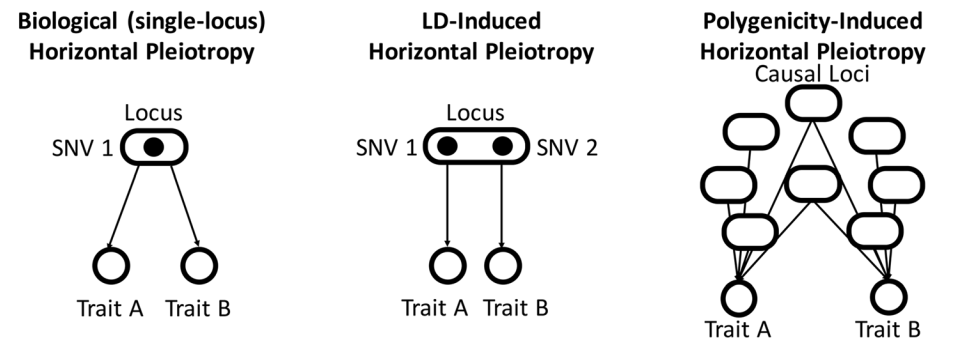 Biological (single-locus)
Horizontal Pleiotropy
Locus
SNV 1
Trait A
Trait B
LD-Induced
Horizontal Pleiotropy
Locus
SNV 1
SNV 2
Trait A
Trait B
Polygenicity-Induced
Horizontal Pleiotropy
Causal Loci
Trait A
Trait B